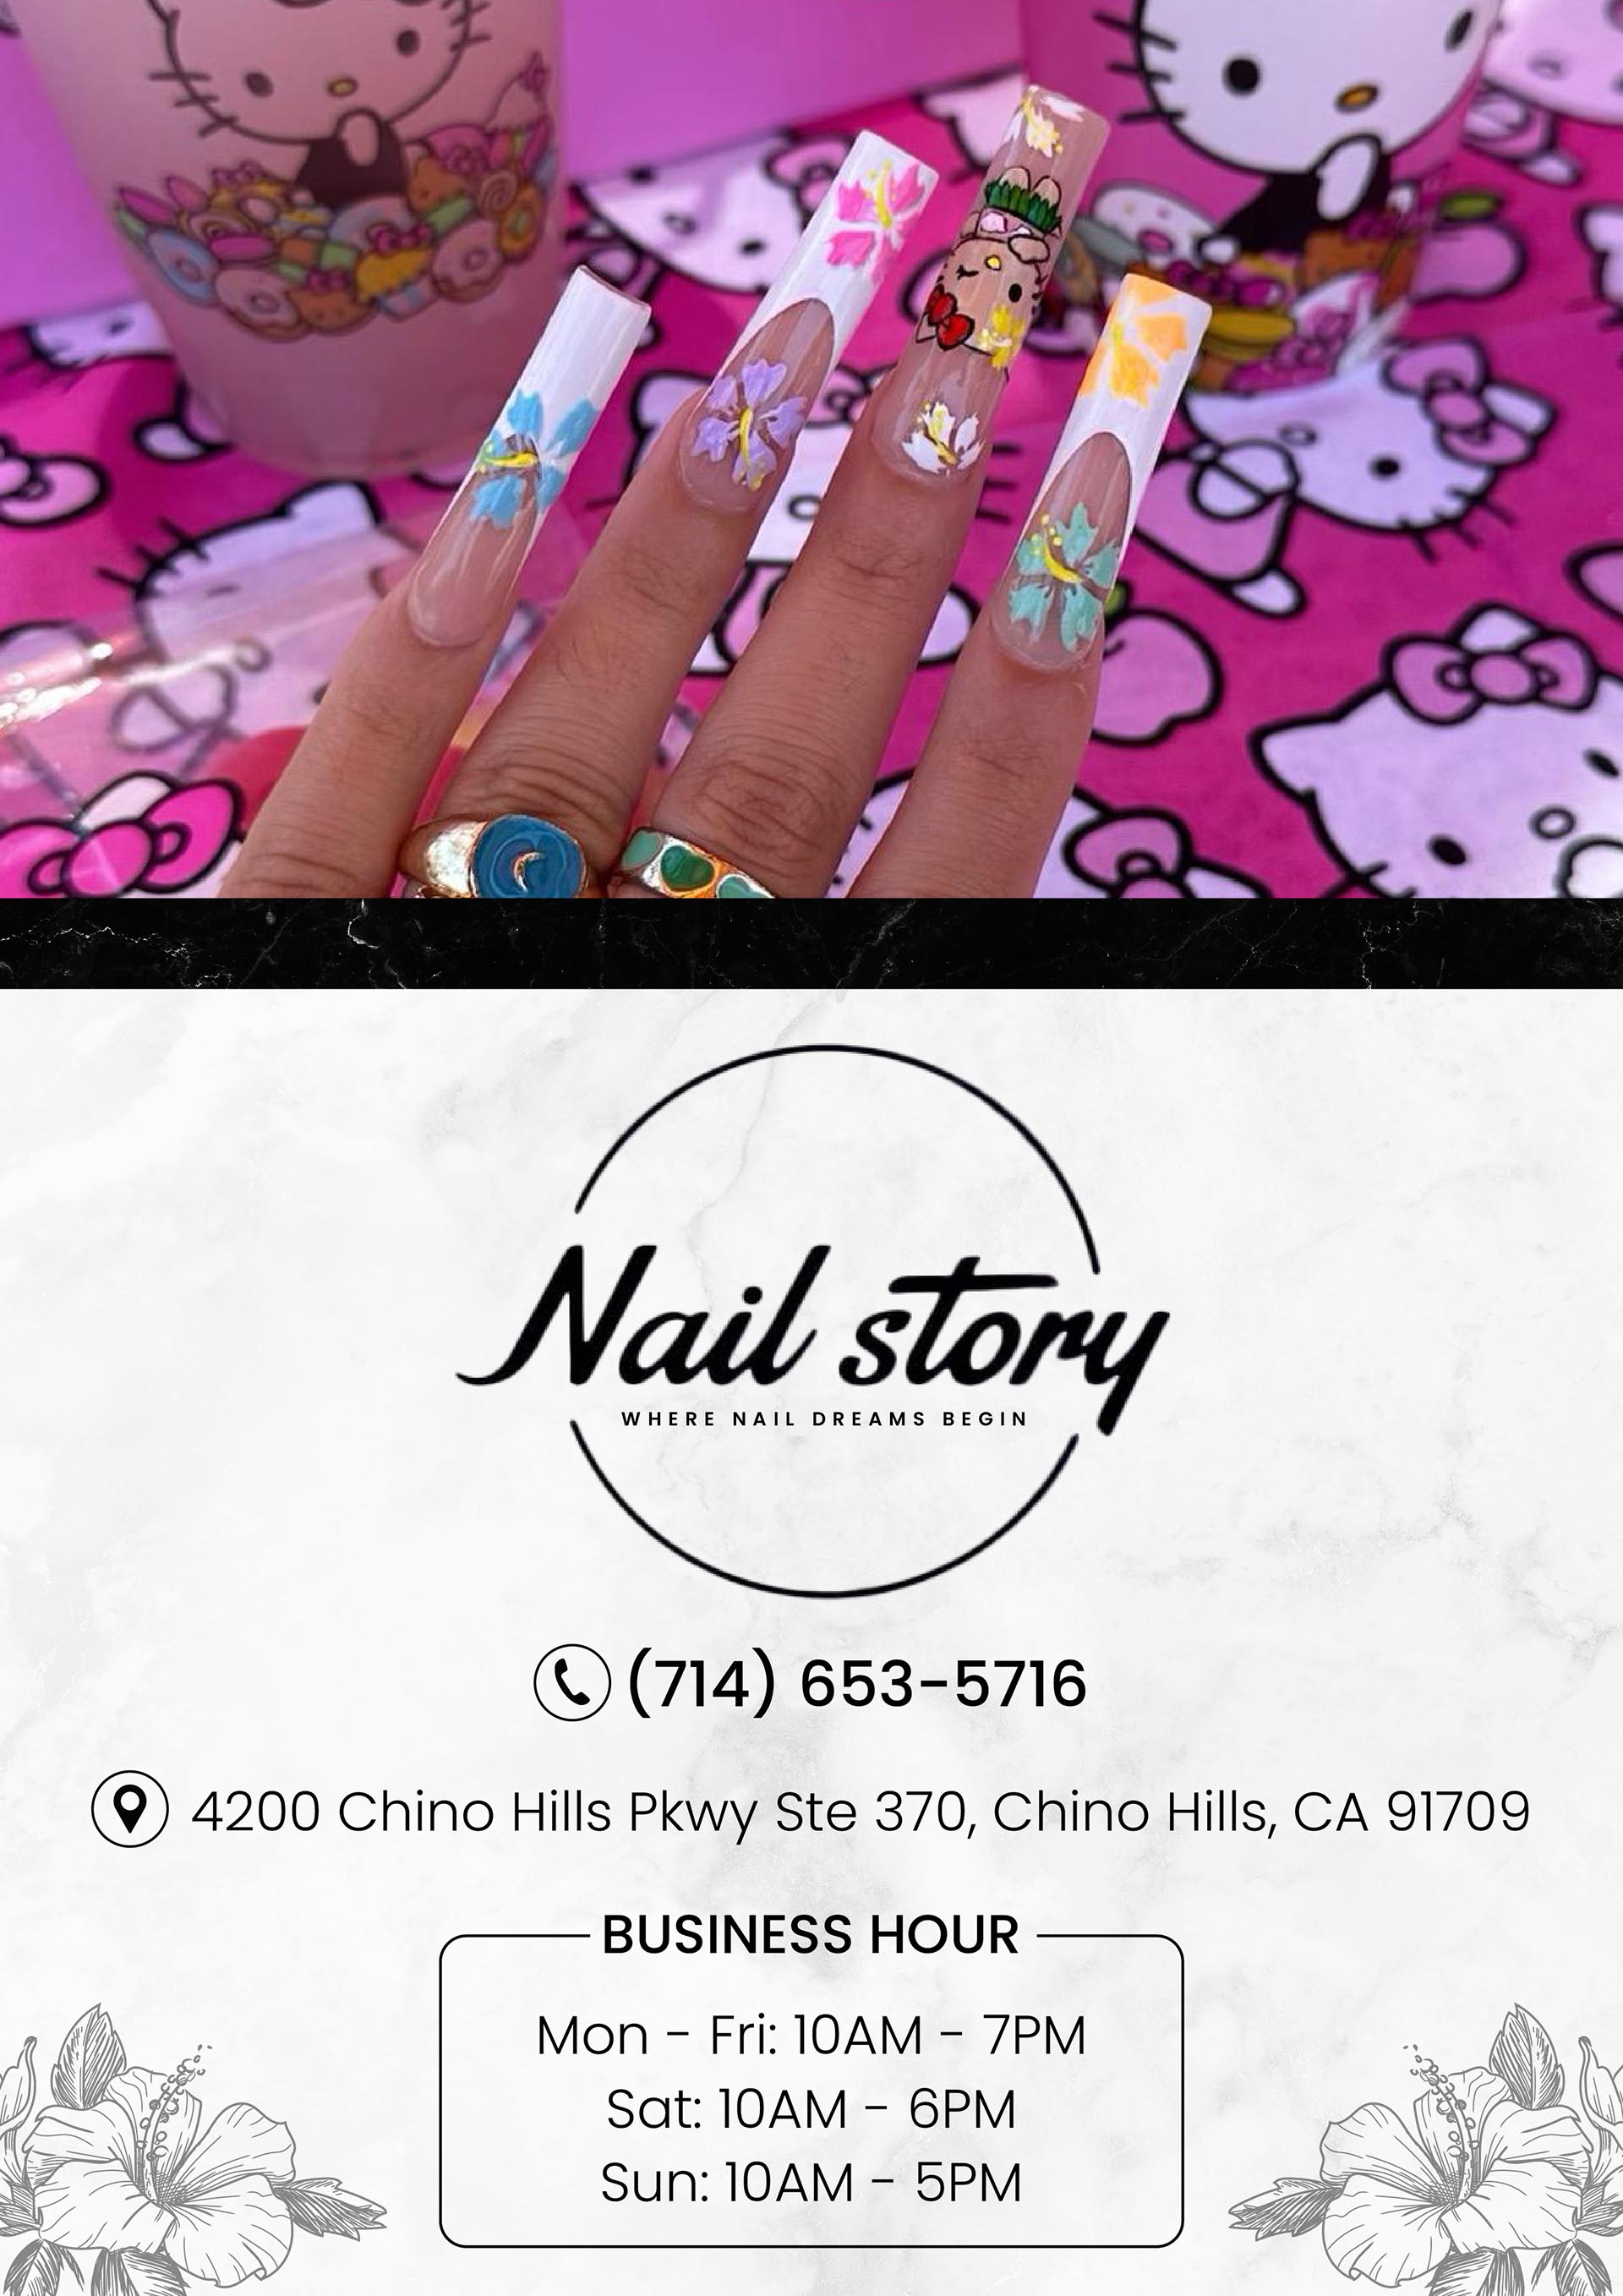 Nail story
WHERE NAIL DREAMS BEGIN
(714) 653-5716
4200 Chino Hills Pkwy Ste 370, Chino Hills, CA 91709
BUSINESS HOUR
Mon - Fri: 10AM - 7PM
Sat: 10AM - 6PM
Sun: 10AM - 5PM